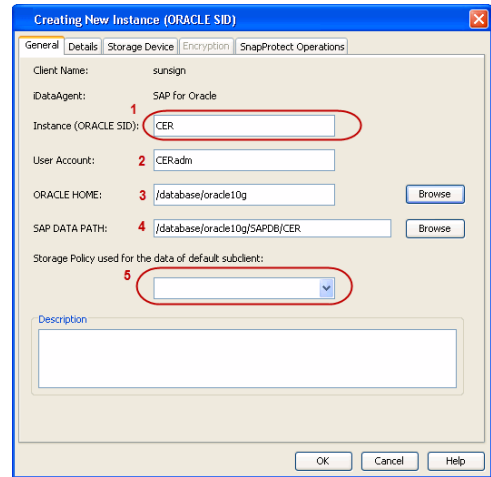 Creating New Instance (ORACLE SID)
General Details Storage Device Encryption SnapProtect Operations
Client Name: sunsign
iDataAgent: SAP for Oracle
1
Instance (ORACLE SID): CER
User Account: 2 CERadm
ORACLE HOME: 3 /database/oracle10g Browse
SAP DATA PATH: 4 /database/oracle10g/SAPDB/CER Browse
Storage Policy used for the data of default subclient:
5
Description
OK Cancel Help